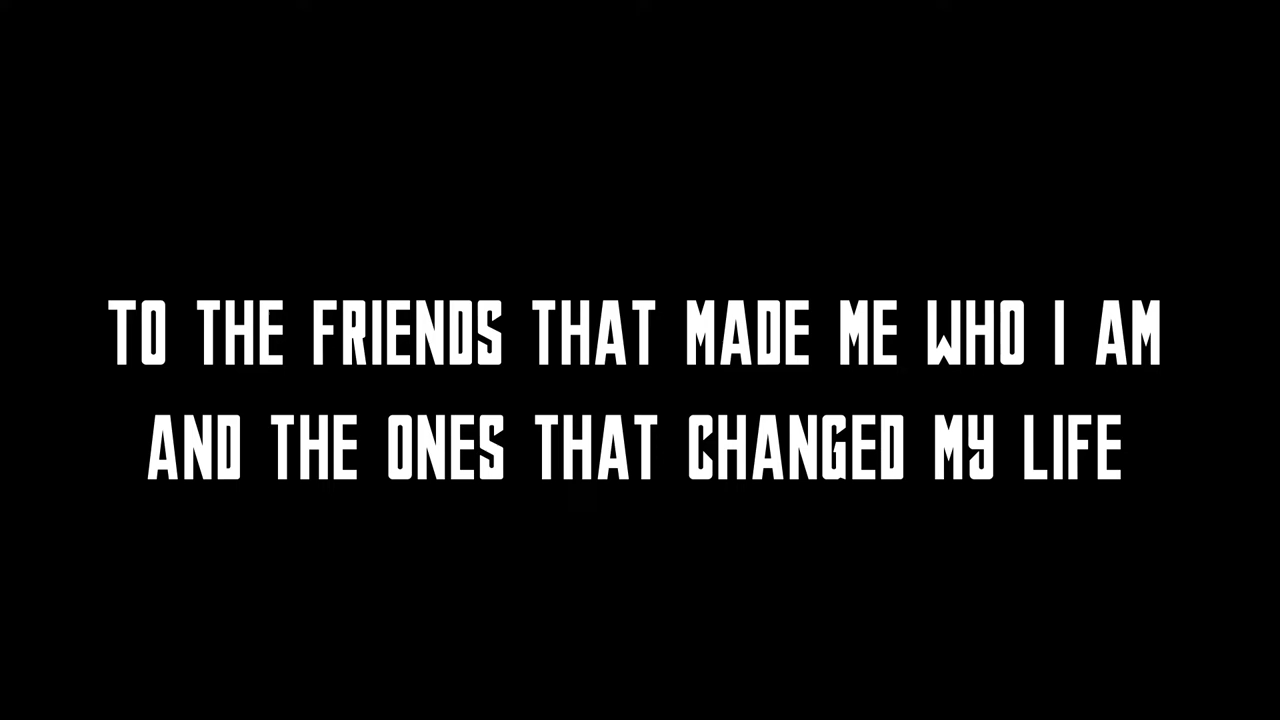 TO THE FRIENDS THAT MADE ME WHO I AM
AND THE ONES THAT CHANGED MY LIFE